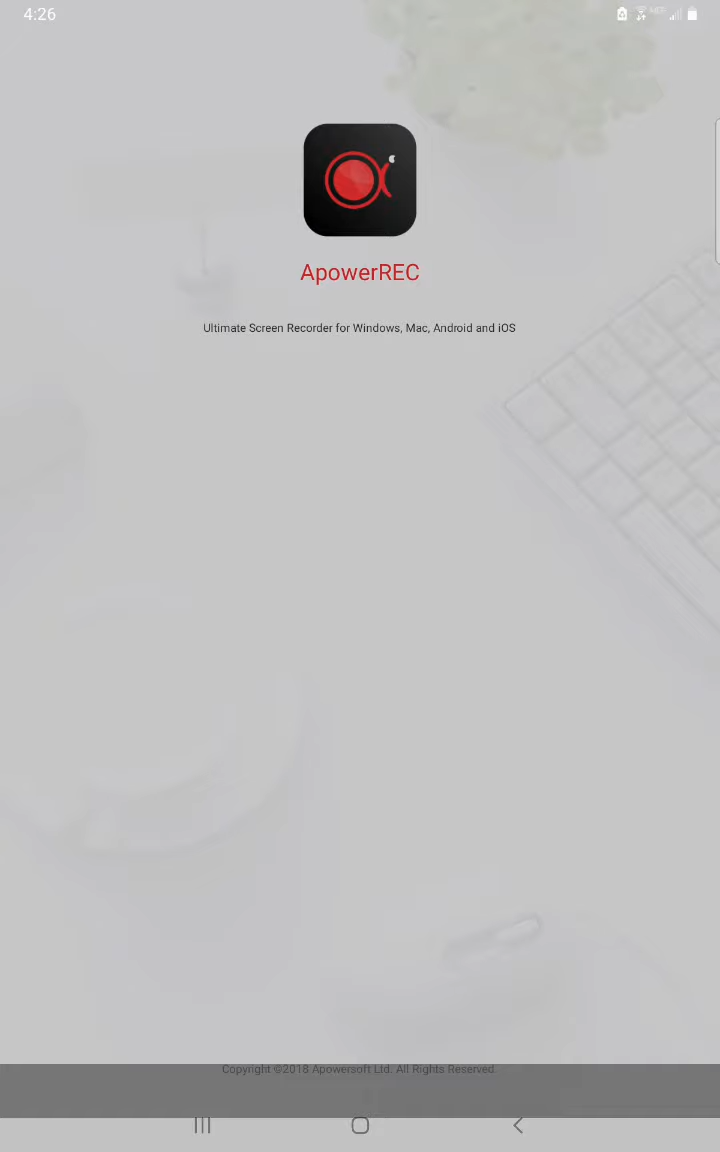 4:26
ApowerREC
Ultimate Screen Recorder for Windows, Mac, Android and iOS
Copyright ©2018 Apowersoft Ltd. All Rights Reserved